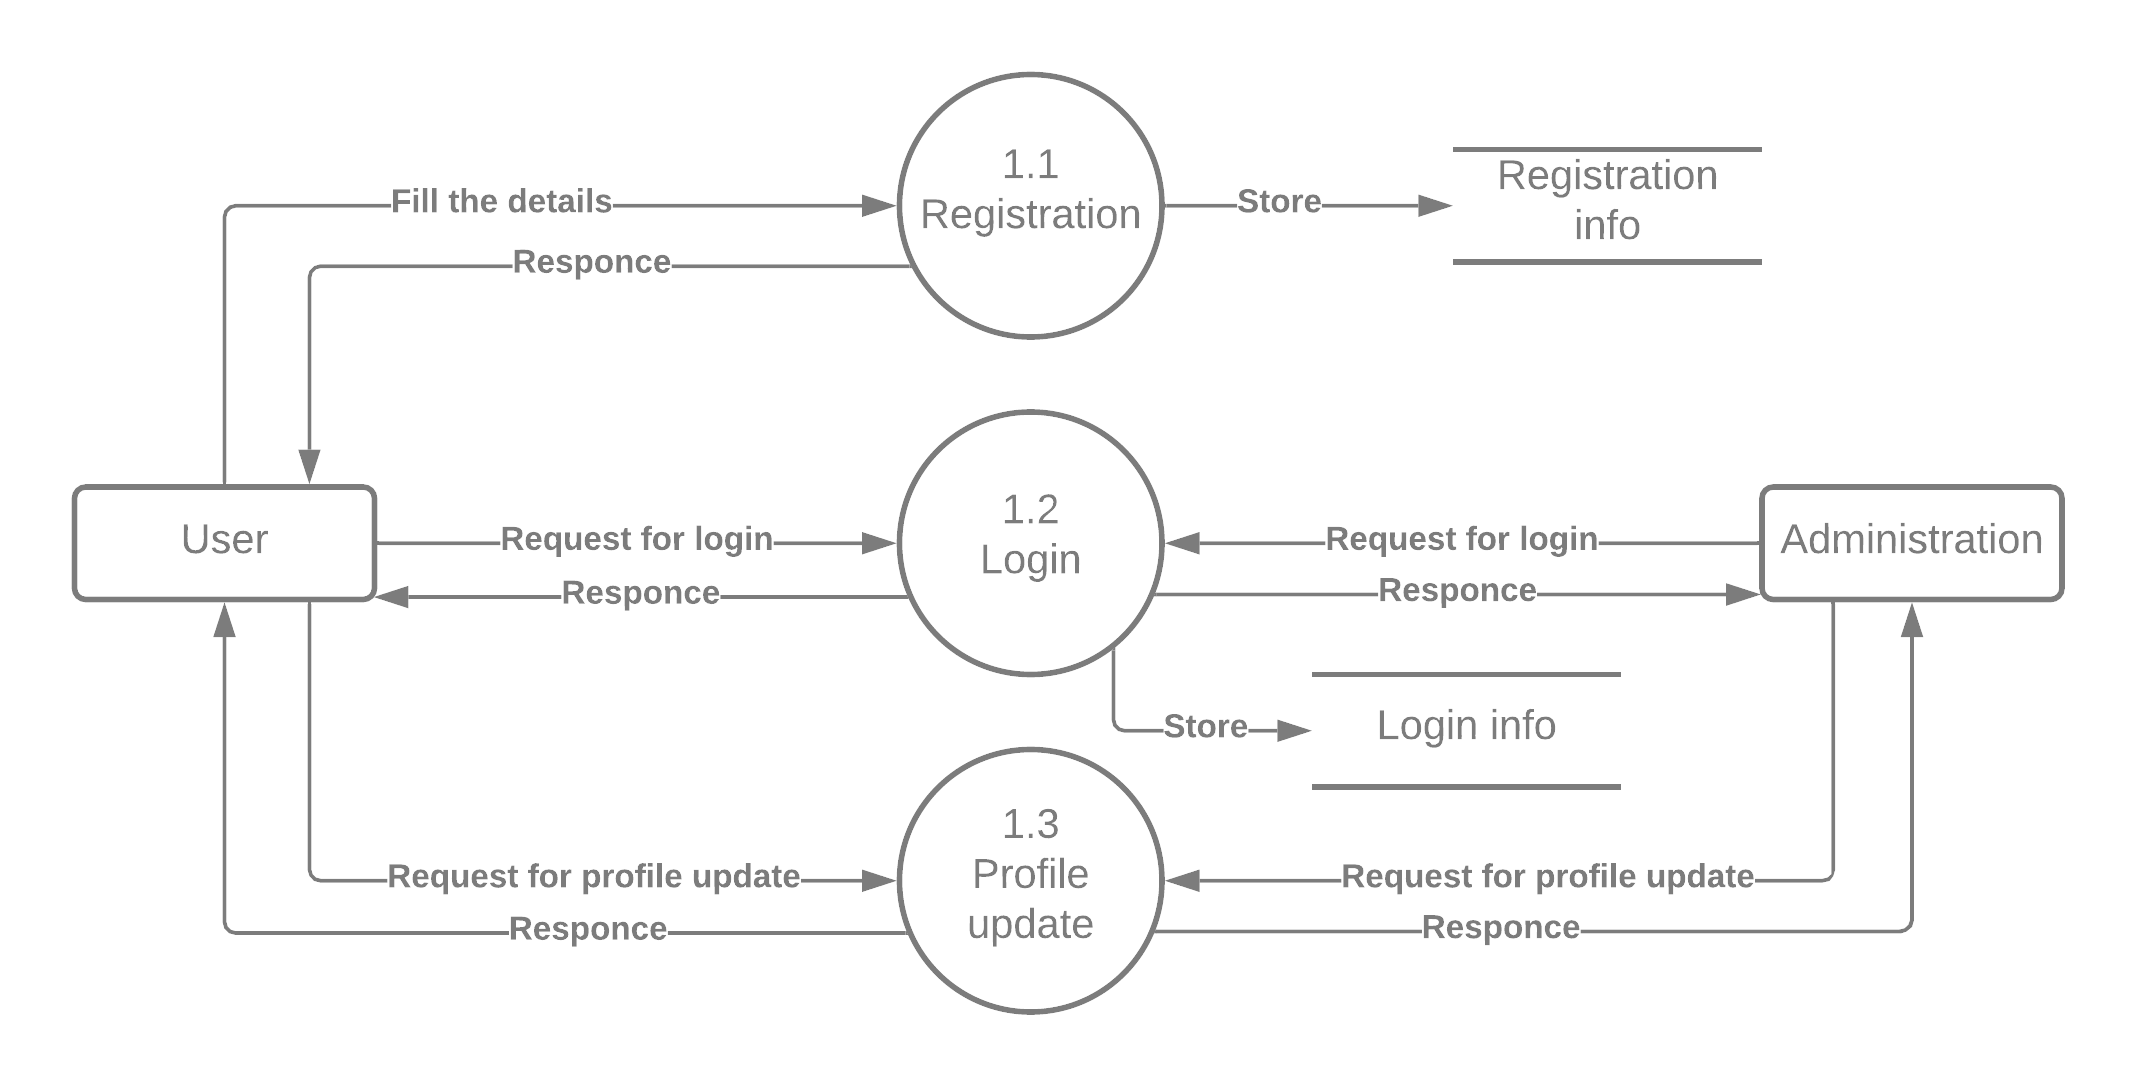 1.1
Registration
Fill the details
Store
Registration
info
Responce
1.2
Login
User
Request for login
Request for login
Administration
Responce
Responce
Store
Login info
1.3
Profile
update
Request for profile update
Request for profile update
Responce
Responce